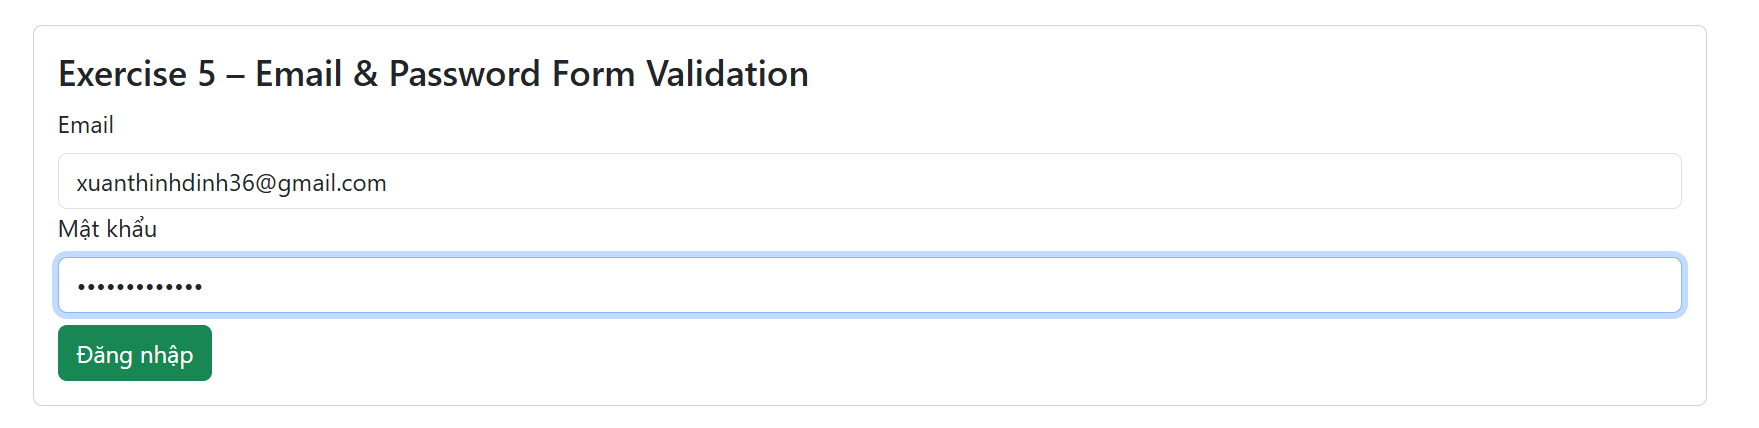 Exercise 5 – Email & Password Form Validation
Email
xuanthinhdinh36@gmail.com
Mật khẩu
•••••••••••••
Đăng nhập